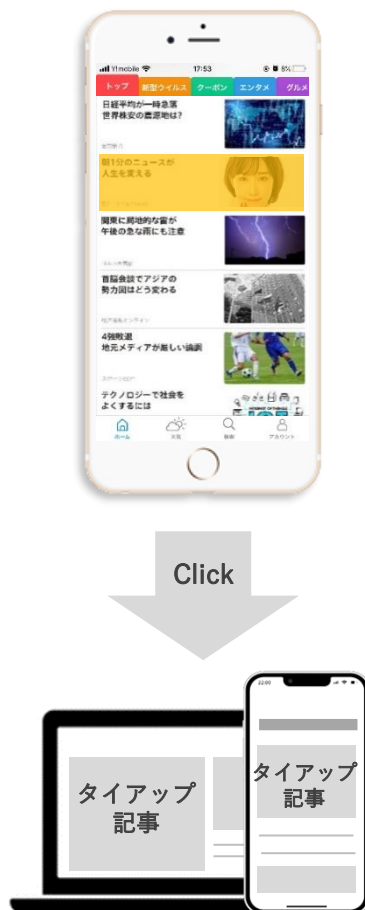 Y!mobile 17:53 8%
トップ 新型ウイルス クーポン エンタメ グルメ
日経平均が一時急落
世界株安の震源地は?
朝1分のニュースが
人生を変える
関東に局地的な雷が
午後の急な雨にも注意
首脳会談でアジアの
勢力図はどう変わる
4強敗退
地元メディアが厳しい論調
テクノロジーで社会を
よくするには
INTERNET OF THINGS
ホーム 天気 検索 アカウント
Click
22:00
タイアップ
記事
タイアップ
記事